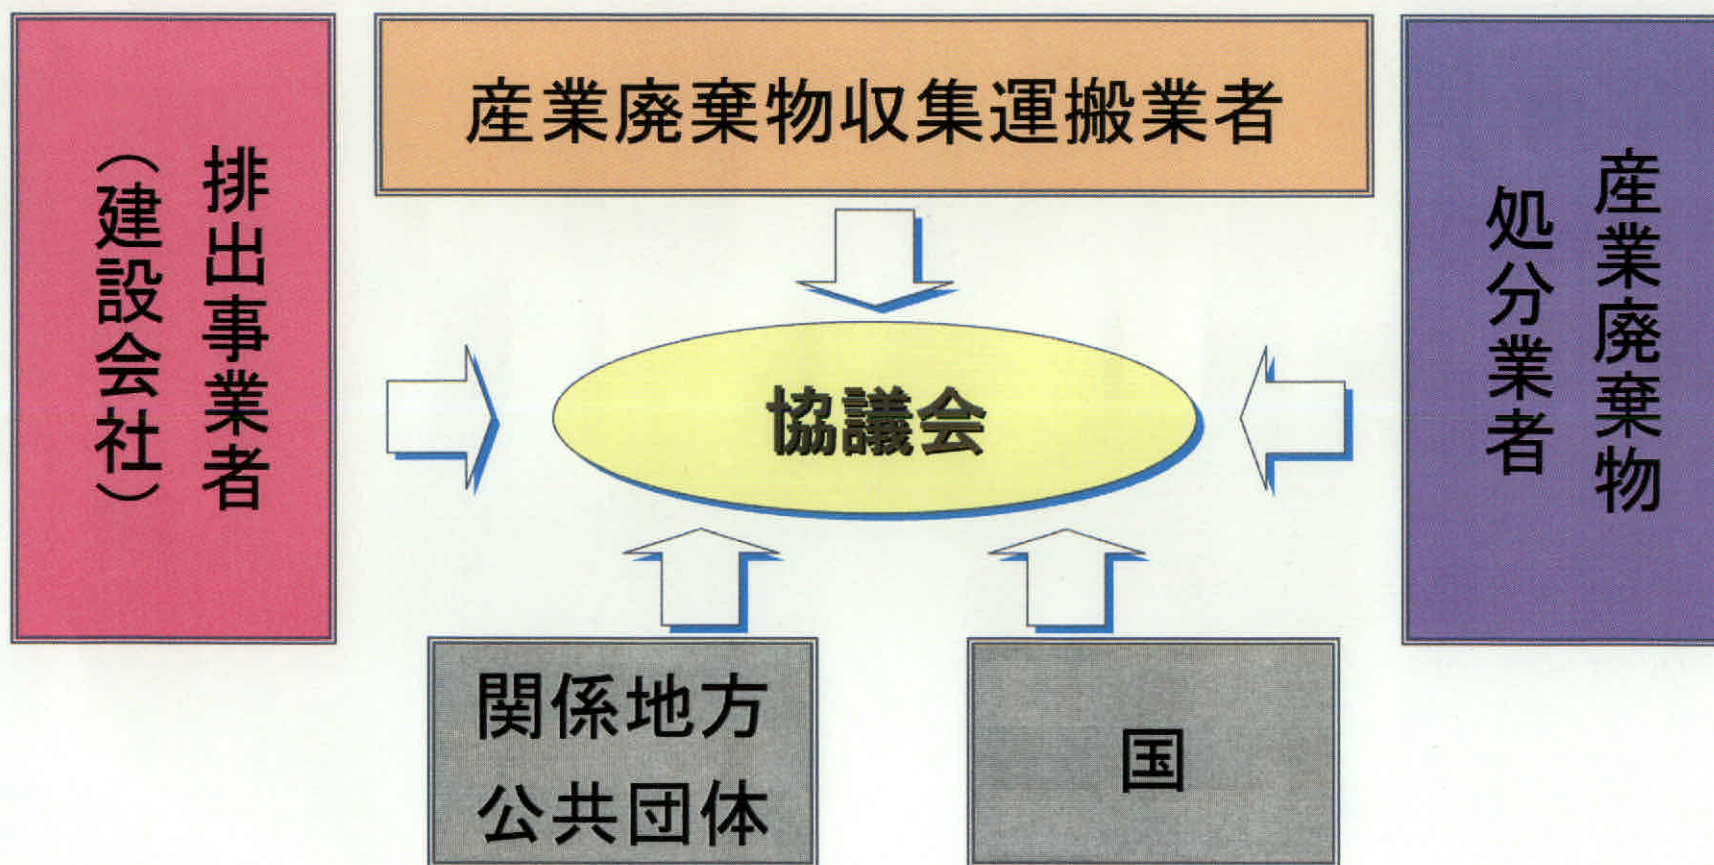 産業廃棄物収集運搬業者
排出事業者
（建設会社）
産業廃棄物
処分業者
協議会
関係地方
公共団体
国